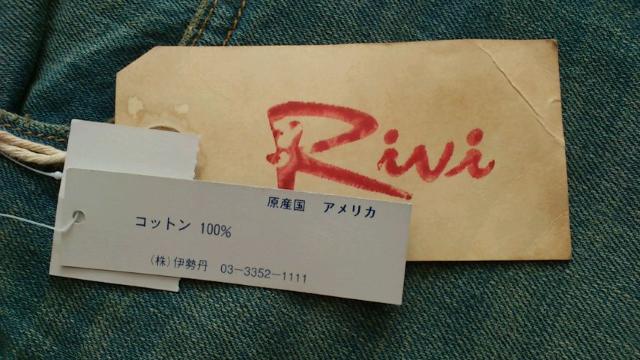 Rivi
原産国 アメリカ
コットン 100%
(株)伊勢丹 03-3352-1111